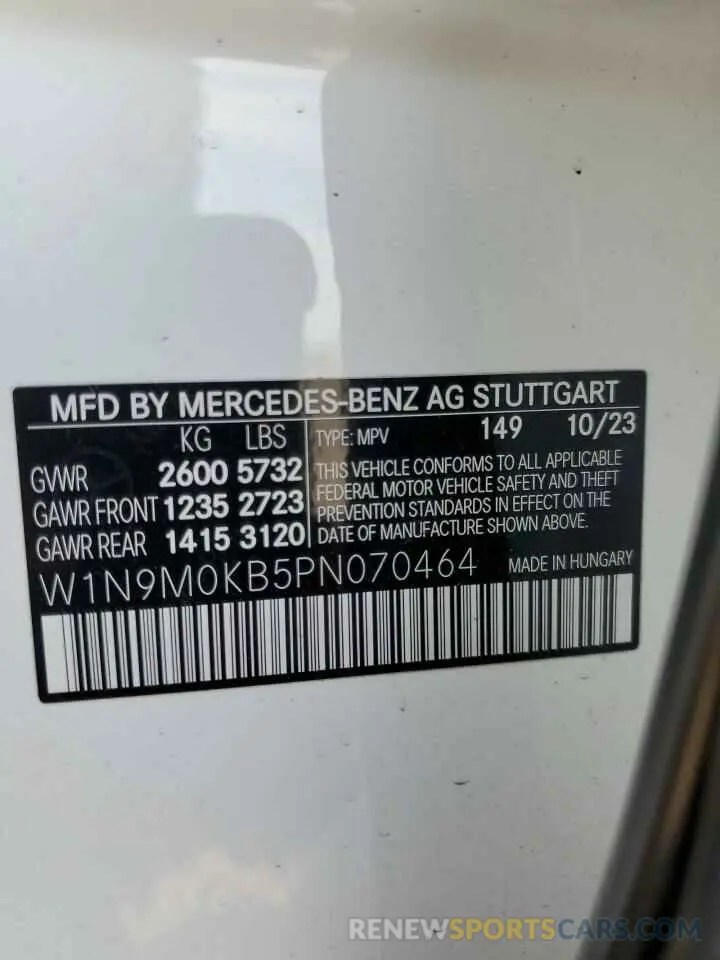 MFD BY MERCEDES-BENZ AG STUTTGART
KG LBS
GVWR 2600 5732
GAWR FRONT 1235 2723
GAWR REAR 1415 3120
TYPE: MPV 149 10/23
THIS VEHICLE CONFORMS TO ALL APPLICABLE
FEDERAL MOTOR VEHICLE SAFETY AND THEFT
PREVENTION STANDARDS IN EFFECT ON THE
DATE OF MANUFACTURE SHOWN ABOVE.
W1N9M0KB5PN070464 MADE IN HUNGARY
RENEWSPORTSCARS.COM